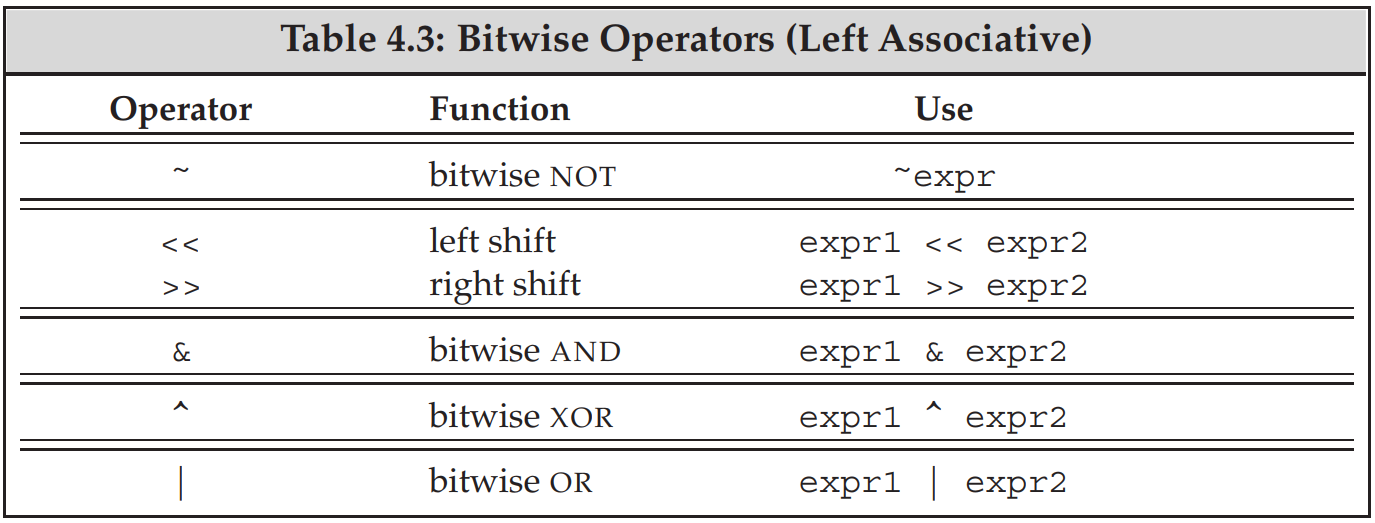 Table 4.3: Bitwise Operators (Left Associative)
Operator Function Use
~ bitwise NOT ~expr
<< left shift expr1 << expr2
>> right shift expr1 >> expr2
& bitwise AND expr1 & expr2
^ bitwise XOR expr1 ^ expr2
| bitwise OR expr1 | expr2